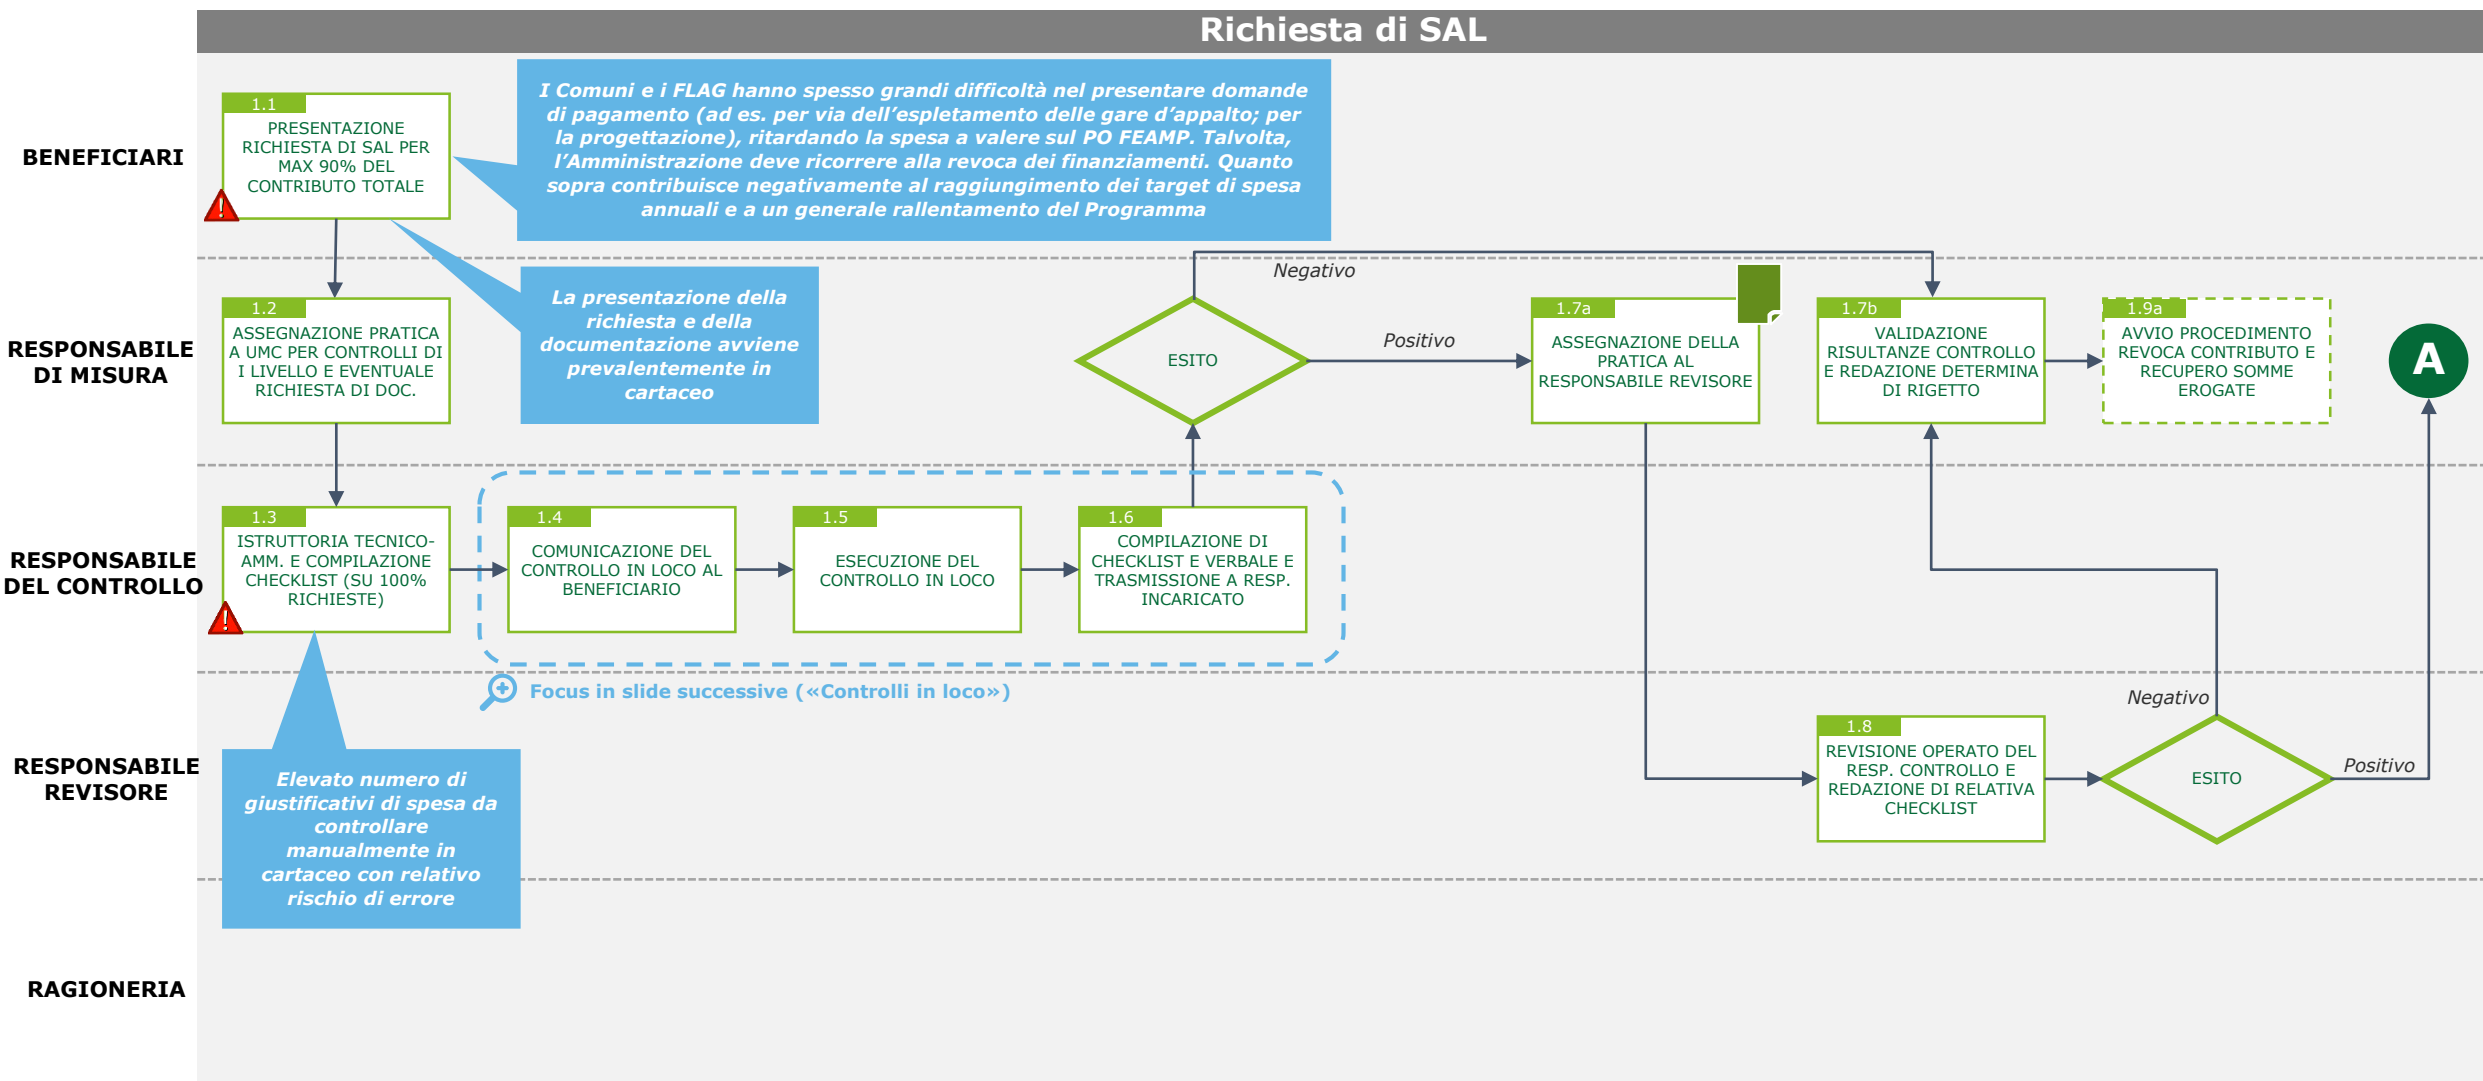 Richiesta di SAL
BENEFICIARI
1.1
PRESENTAZIONE
RICHIESTA DI SAL PER
MAX 90% DEL
CONTRIBUTO TOTALE
I Comuni e i FLAG hanno spesso grandi difficoltà nel presentare domande
di pagamento (ad es. per via dell'espletamento delle gare d'appalto; per
la progettazione), ritardando la spesa a valere sul PO FEAMP. Talvolta,
l'Amministrazione deve ricorrere alla revoca dei finanziamenti. Quanto
sopra contribuisce negativamente al raggiungimento dei target di spesa
annuali e a un generale rallentamento del Programma
RESPONSABILE
DI MISURA
1.2
ASSEGNAZIONE PRATICA
A UMC PER CONTROLLI DI
I LIVELLO E EVENTUALE
RICHIESTA DI DOC.
La presentazione della
richiesta e della
documentazione avviene
prevalentemente in
cartaceo
ESITO
Negativo
Positivo
1.7a
ASSEGNAZIONE DELLA
PRATICA AL
RESPONSABILE REVISORE
1.7b
VALIDAZIONE
RISULTANZE CONTROLLO
E REDAZIONE DETERMINA
DI RIGETTO
1.9a
AVVIO PROCEDIMENTO
REVOCA CONTRIBUTO E
RECUPERO SOMME
EROGATE
A
RESPONSABILE
DEL CONTROLLO
1.3
ISTRUTTORIA TECNICO-
AMM. E COMPILAZIONE
CHECKLIST (SU 100%
RICHIESTE)
1.4
COMUNICAZIONE DEL
CONTROLLO IN LOCO AL
BENEFICIARIO
1.5
ESECUZIONE DEL
CONTROLLO IN LOCO
1.6
COMPILAZIONE DI
CHECKLIST E VERBALE E
TRASMISSIONE A RESP.
INCARICATO
Focus in slide successive («Controlli in loco»)
RESPONSABILE
REVISORE
Elevato numero di
giustificativi di spesa da
controllare
manualmente in
cartaceo con relativo
rischio di errore
1.8
REVISIONE OPERATO DEL
RESP. CONTROLLO E
REDAZIONE DI RELATIVA
CHECKLIST
Negativo
ESITO
Positivo
RAGIONERIA